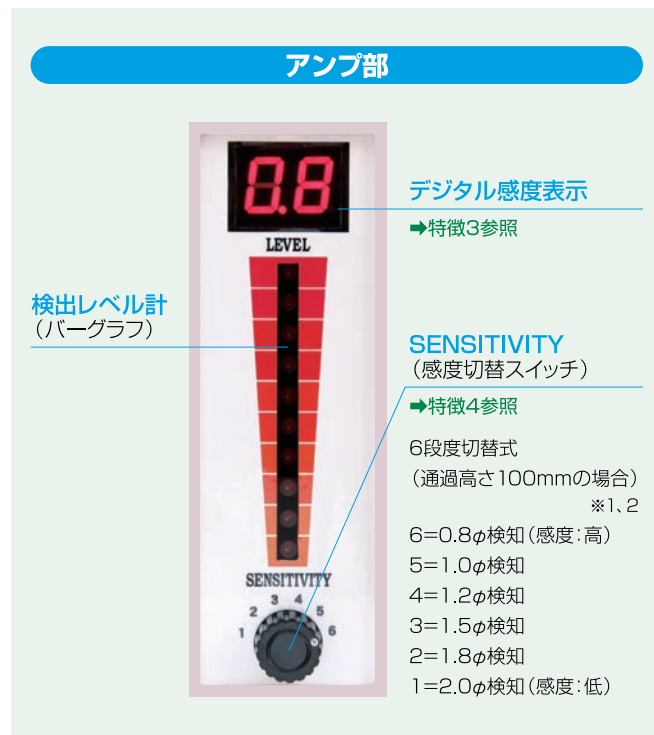 アンプ部
0.8
デジタル感度表示
➡特徴3参照
LEVEL
検出レベル計
（バーグラフ）
SENSITIVITY
（感度切替スイッチ）
➡特徴4参照
6段度切替式
（通過高さ100mmの場合）
※1、2
6=0.8φ検知（感度：高）
5=1.0φ検知
4=1.2φ検知
3=1.5φ検知
2=1.8φ検知
1=2.0φ検知（感度：低）
SENSITIVITY
1 2 3 4 5 6